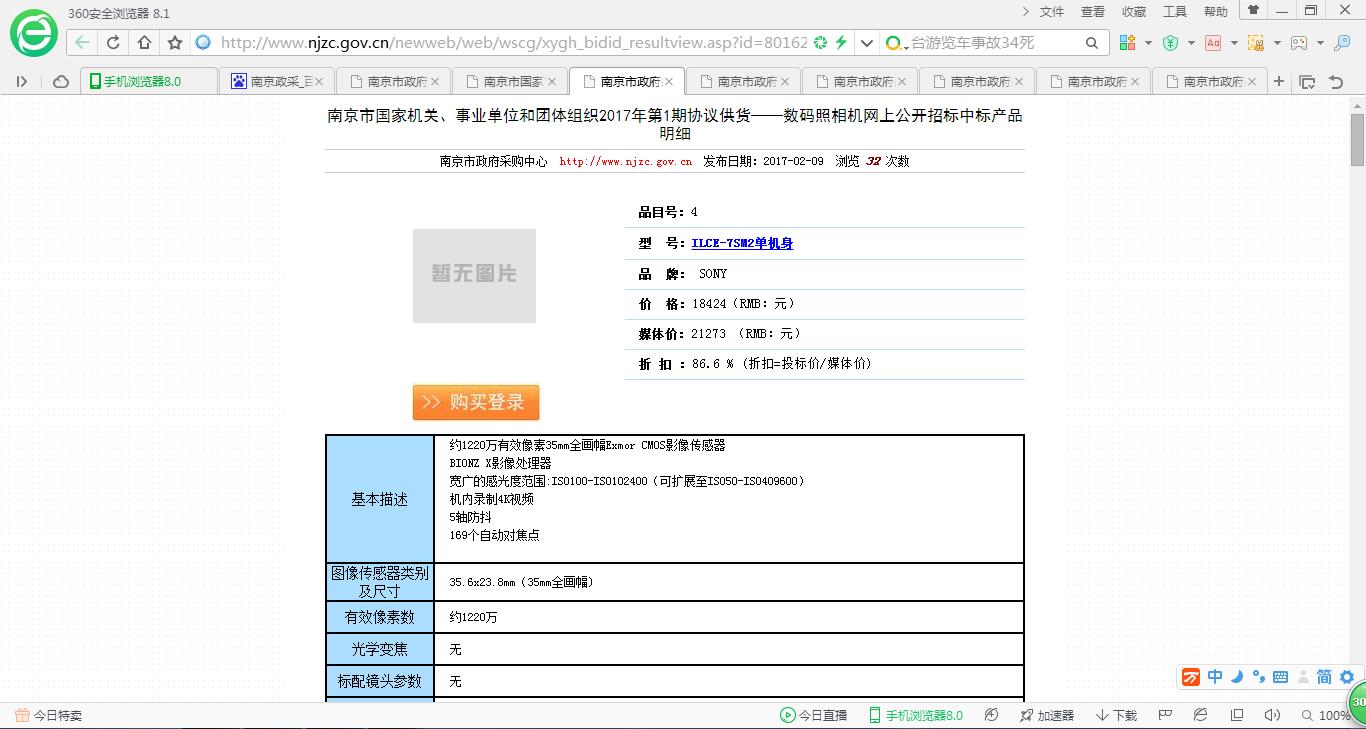 360安全浏览器 8.1
文件 查看 收藏 工具 帮助
http://www.njzc.gov.cn/newweb/web/wscg/xygh_bidid_resultview.asp?id=80162
台游览车事故34死
手机浏览器8.0
南京政采_百
南京市政府
南京市国家
南京市政府
南京市政府
南京市政府
南京市政府
南京市政府
南京市政府
南京市国家机关、事业单位和团体组织2017年第1期协议供货——数码照相机网上公开招标中标产品
明细
南京市政府采购中心 http://www.njzc.gov.cn 发布日期：2017-02-09 浏览 32 次数
暂无图片
购买登录
品目号：4
型 号：ILCE-7SM2单机身
品 牌： SONY
价 格：18424（RMB：元）
媒体价：21273 （RMB：元）
折 扣 ：86.6 % (折扣=投标价/媒体价)
基本描述
约1220万有效像素35mm全画幅Exmor CMOS影像传感器
BIONZ X影像处理器
宽广的感光度范围:ISO100-ISO102400（可扩展至ISO50-ISO409600）
机内录制4K视频
5轴防抖
169个自动对焦点
图像传感器类别
及尺寸
35.6x23.8mm（35mm全画幅）
有效像素数
约1220万
光学变焦
无
标配镜头参数
无
中 简
30
今日特卖
今日直播
手机浏览器8.0
加速器
下载
100%